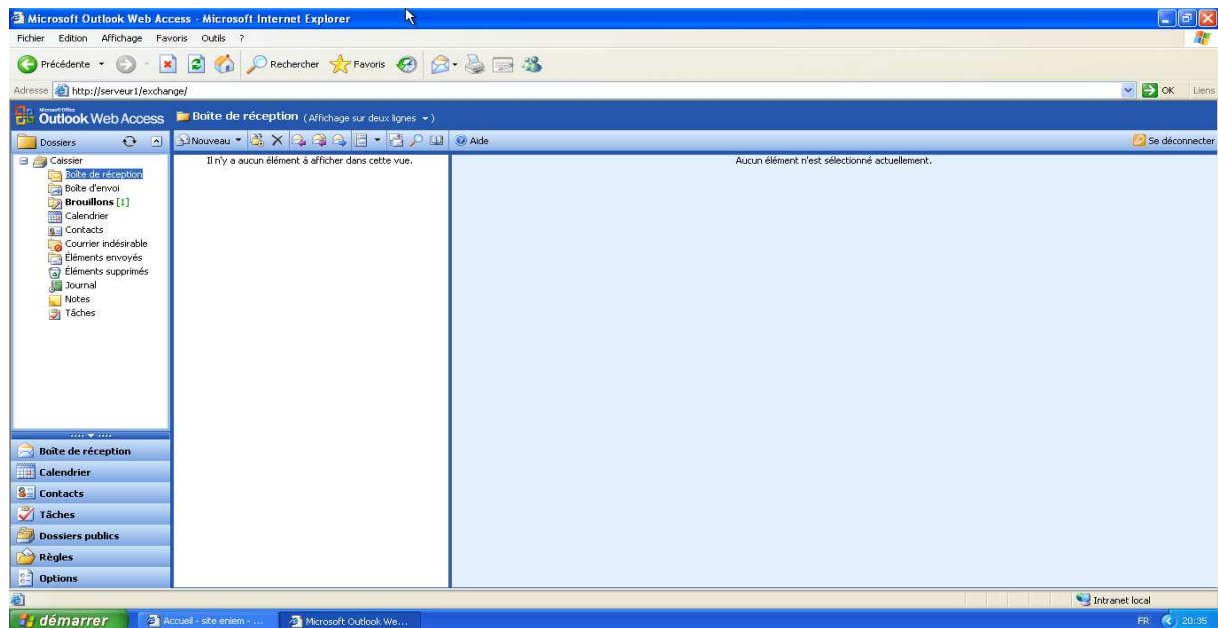 Microsoft Outlook Web Access - Microsoft Internet Explorer
Fichier Edition Affichage Favoris Outils ?
Précédente Rechercher Favoris
Adresse http://serveur1/exchange/ OK Liens
Microsoft Office
Outlook Web Access Boîte de réception (Affichage sur deux lignes)
Dossiers Nouveau Aide Se déconnecter
Caissier
Boîte de réception
Boîte d'envoi
Brouillons [1]
Calendrier
Contacts
Courrier indésirable
Éléments envoyés
Éléments supprimés
Journal
Notes
Tâches
Il n'y a aucun élément à afficher dans cette vue.
Aucun élément n'est sélectionné actuellement.
Boîte de réception
Calendrier
Contacts
Tâches
Dossiers publics
Règles
Options
Intranet local
démarrer Accueil - site eniem - ... Microsoft Outlook We... FR 20:35